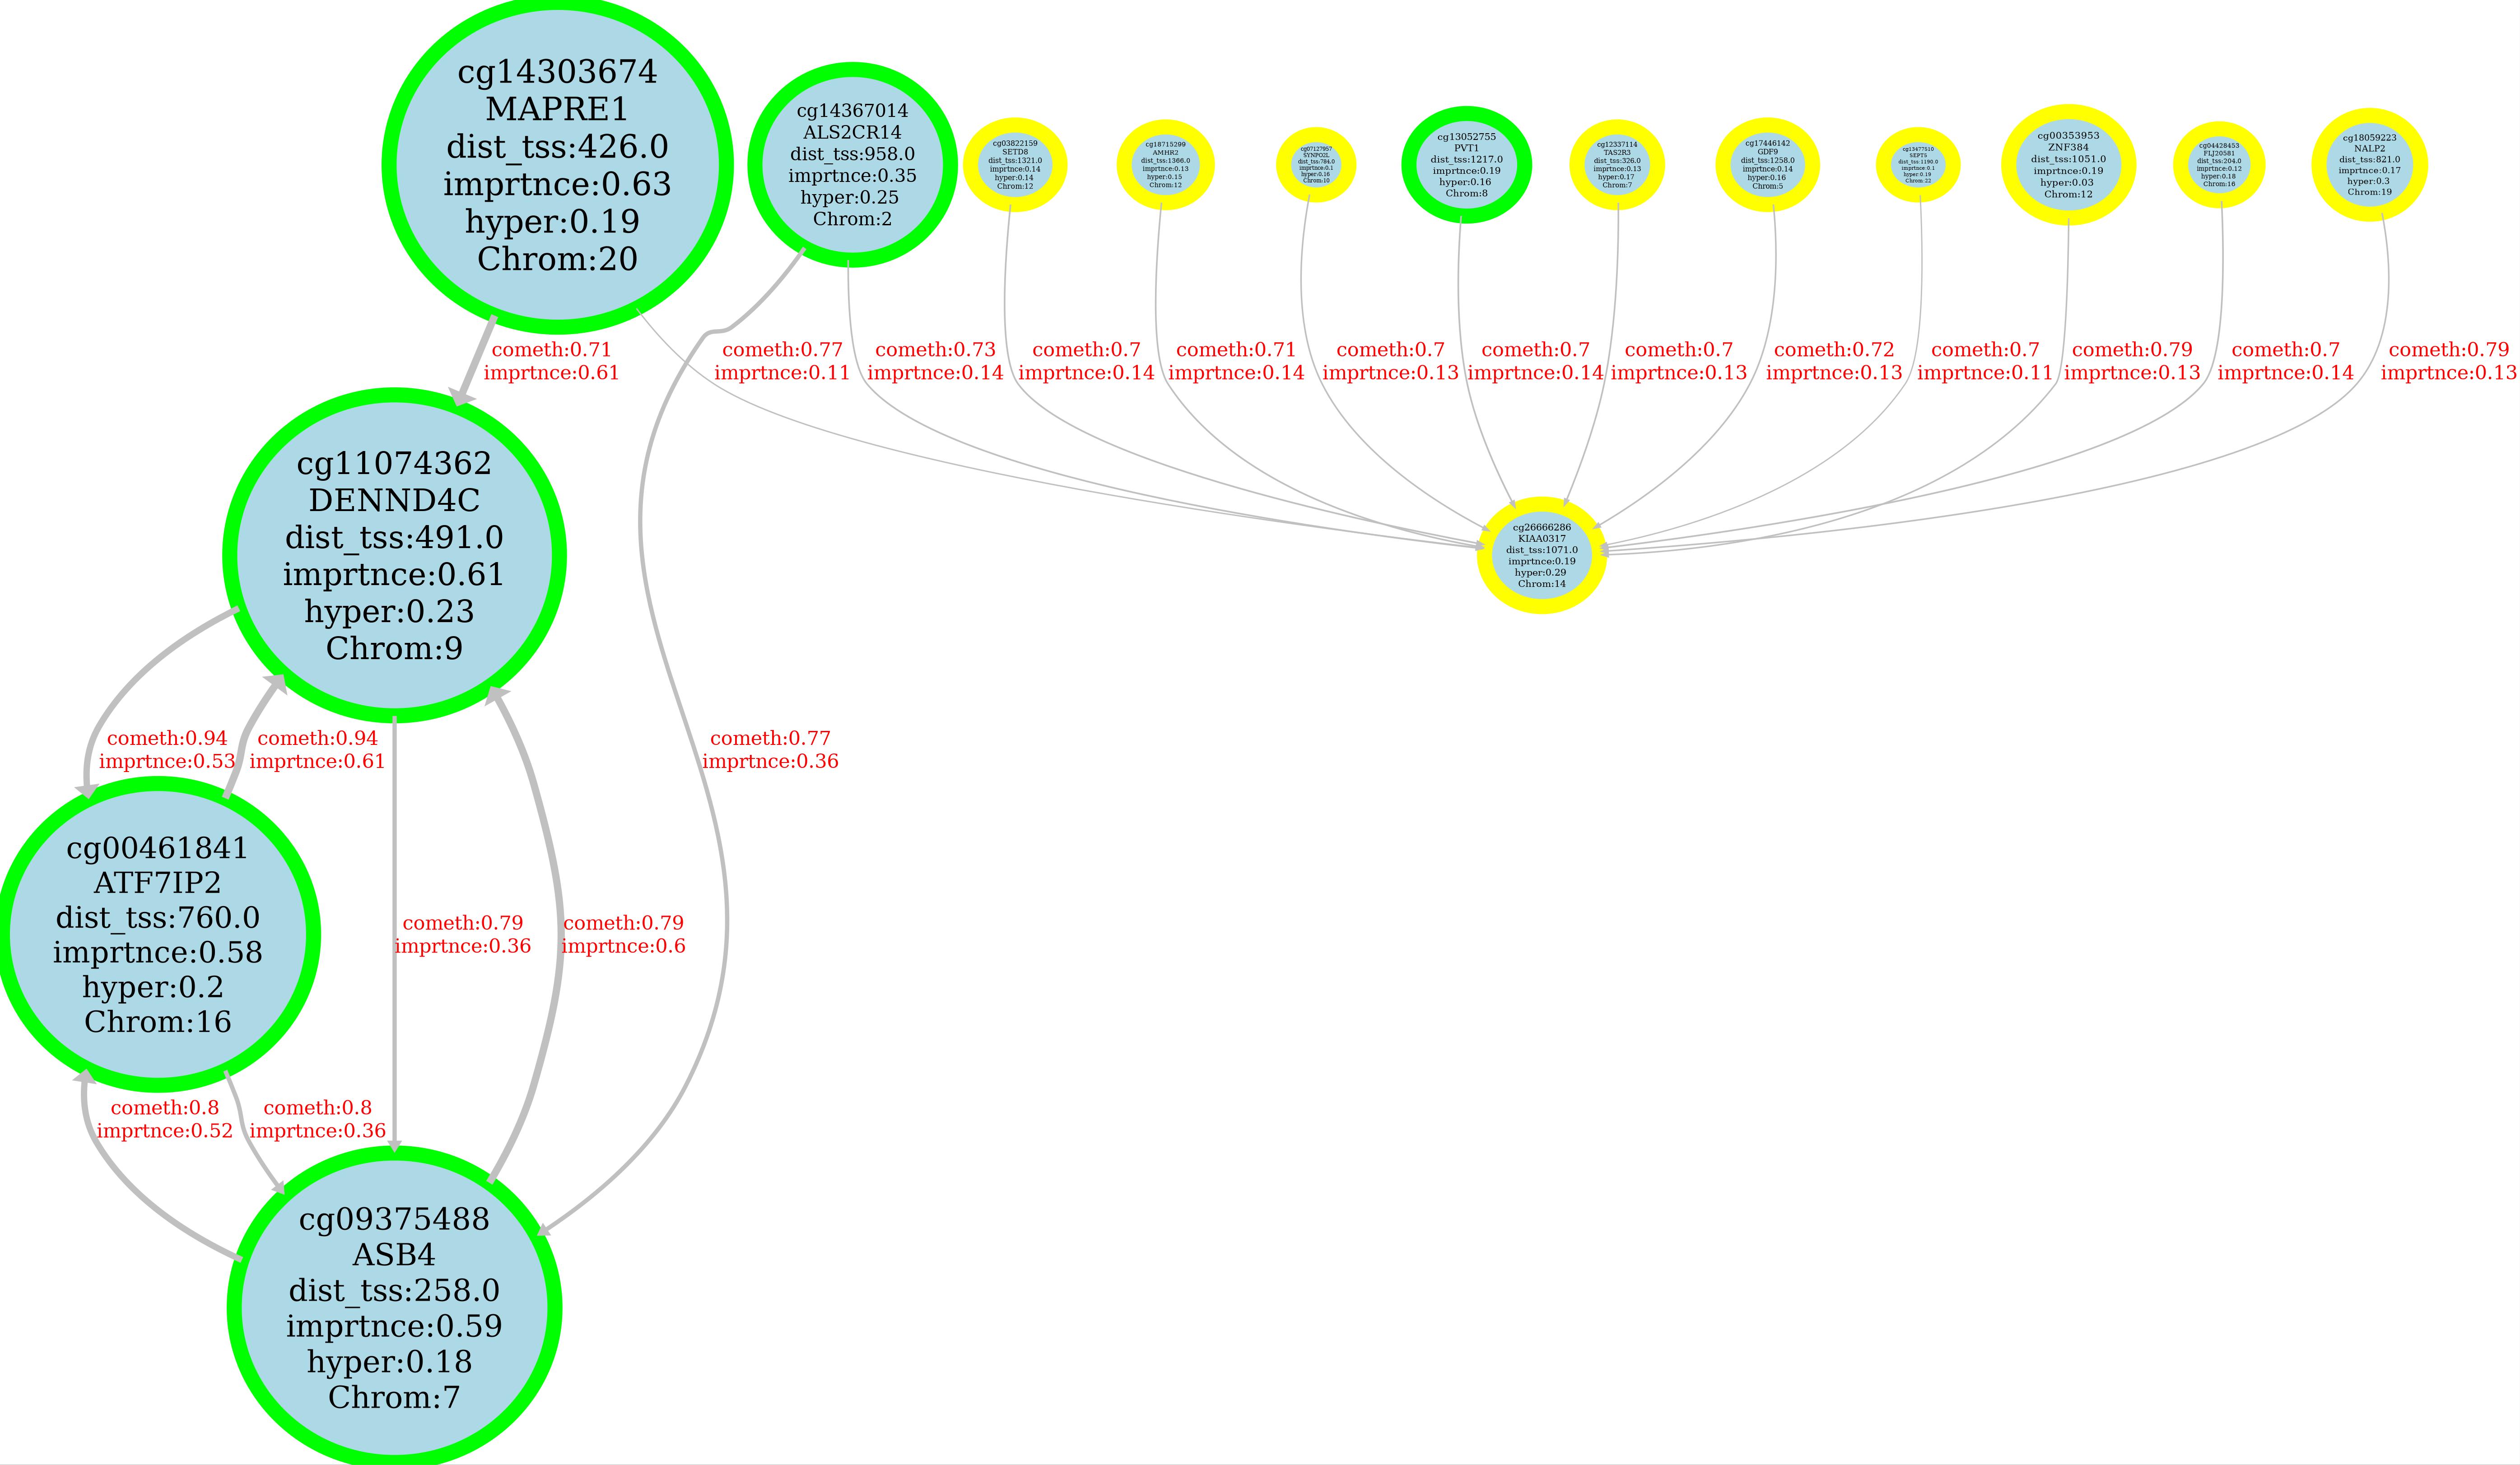 cg14303674
MAPRE1
dist_tss:426.0
imprtnce:0.63
hyper:0.19
Chrom:20
cg14367014
ALS2CR14
dist_tss:958.0
imprtnce:0.35
hyper:0.25
Chrom:2
cg03822159
SETD8
dist_tss:1321.0
imprtnce:0.14
hyper:0.14
Chrom:12
cg18715299
AMHR2
dist_tss:1366.0
imprtnce:0.13
hyper:0.15
Chrom:12
cg07127957
SYNPO2L
dist_tss:784.0
imprtnce:0.1
hyper:0.16
Chrom:10
cg13052755
PVT1
dist_tss:1217.0
imprtnce:0.19
hyper:0.16
Chrom:8
cg12337114
TAS2R3
dist_tss:326.0
imprtnce:0.13
hyper:0.17
Chrom:7
cg17446142
GDF9
dist_tss:1258.0
imprtnce:0.14
hyper:0.16
Chrom:5
cg13477510
SEPT5
dist_tss:1190.0
imprtnce:0.1
hyper:0.19
Chrom:22
cg00353953
ZNF384
dist_tss:1051.0
imprtnce:0.19
hyper:0.03
Chrom:12
cg04428453
FLJ20581
dist_tss:204.0
imprtnce:0.12
hyper:0.18
Chrom:16
cg18059223
NALP2
dist_tss:821.0
imprtnce:0.17
hyper:0.3
Chrom:19
cometh:0.71
imprtnce:0.61
cometh:0.77
imprtnce:0.11
cometh:0.73
imprtnce:0.14
cometh:0.7
imprtnce:0.14
cometh:0.71
imprtnce:0.14
cometh:0.7
imprtnce:0.13
cometh:0.7
imprtnce:0.14
cometh:0.7
imprtnce:0.13
cometh:0.72
imprtnce:0.13
cometh:0.7
imprtnce:0.11
cometh:0.79
imprtnce:0.13
cometh:0.7
imprtnce:0.14
cometh:0.79
imprtnce:0.13
cg11074362
DENND4C
dist_tss:491.0
imprtnce:0.61
hyper:0.23
Chrom:9
cg26666286
KIAA0317
dist_tss:1071.0
imprtnce:0.19
hyper:0.29
Chrom:14
cometh:0.94
imprtnce:0.53
cometh:0.94
imprtnce:0.61
cometh:0.77
imprtnce:0.36
cg00461841
ATF7IP2
dist_tss:760.0
imprtnce:0.58
hyper:0.2
Chrom:16
cometh:0.79
imprtnce:0.36
cometh:0.79
imprtnce:0.6
cometh:0.8
imprtnce:0.52
cometh:0.8
imprtnce:0.36
cg09375488
ASB4
dist_tss:258.0
imprtnce:0.59
hyper:0.18
Chrom:7